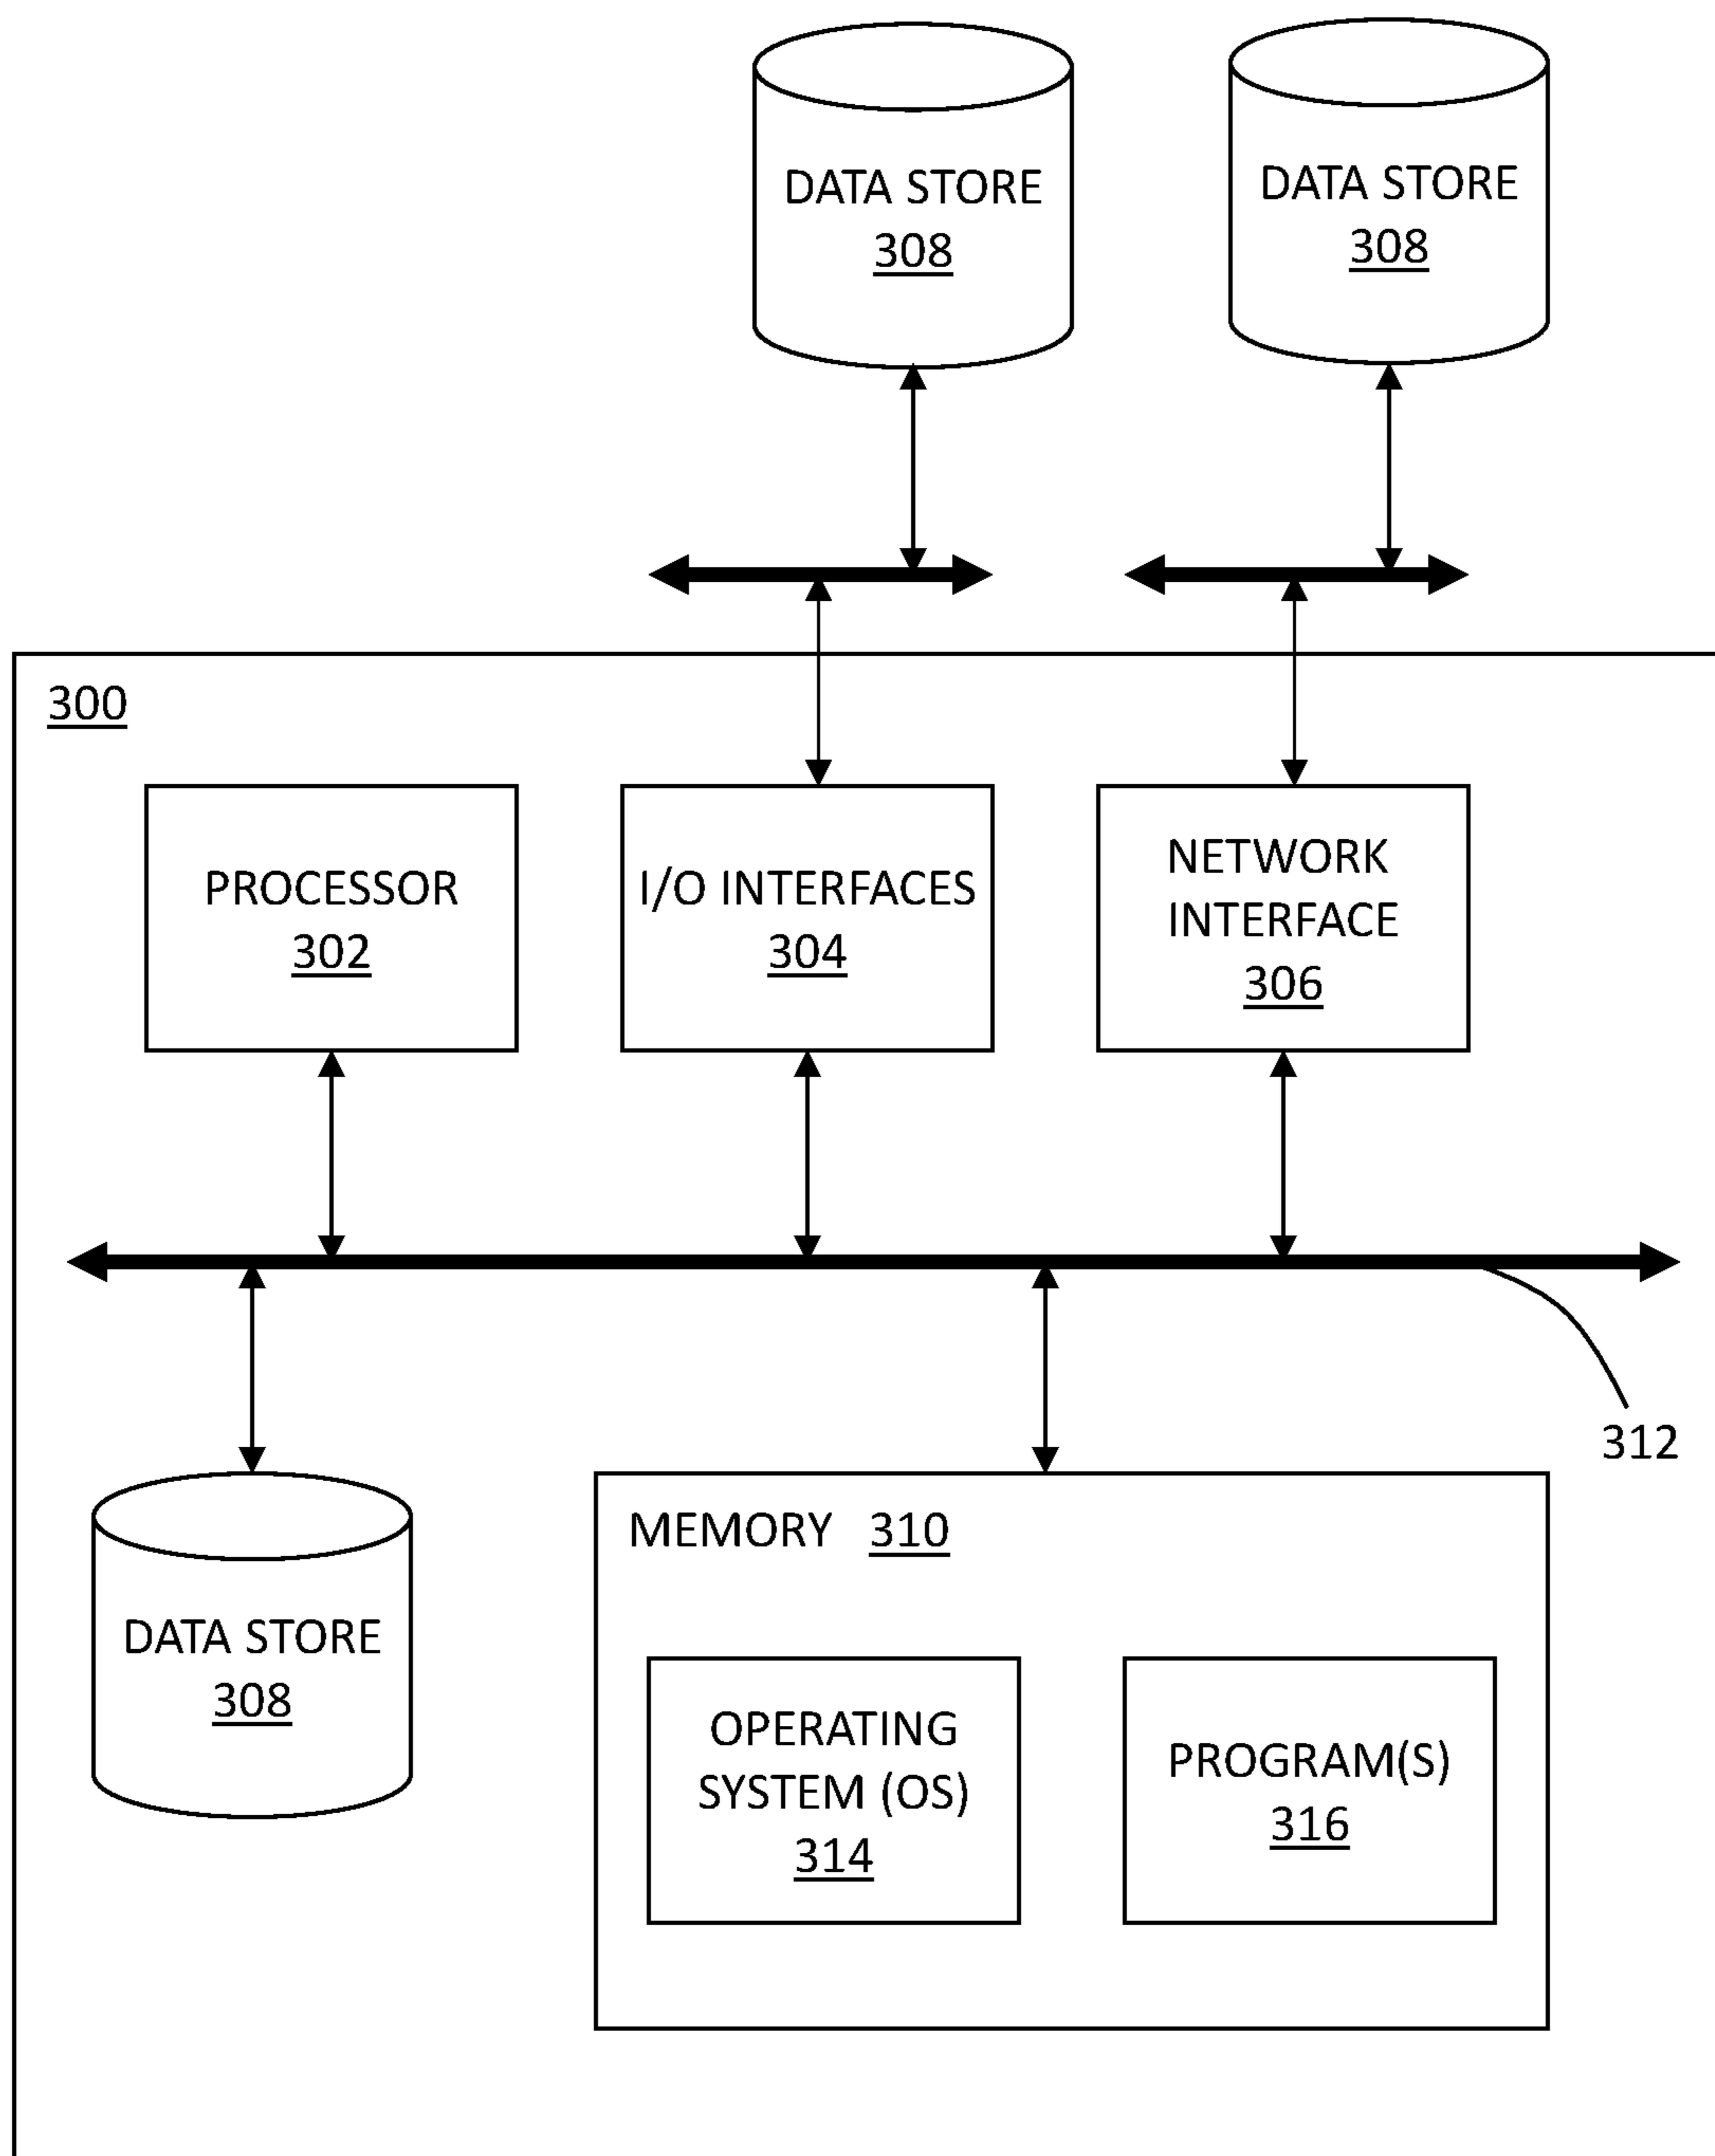 DATA STORE
308
DATA STORE
308
300
PROCESSOR
302
I/O INTERFACES
304
NETWORK
INTERFACE
306
312
DATA STORE
308
MEMORY 310
OPERATING
SYSTEM (OS)
314
PROGRAM(S)
316